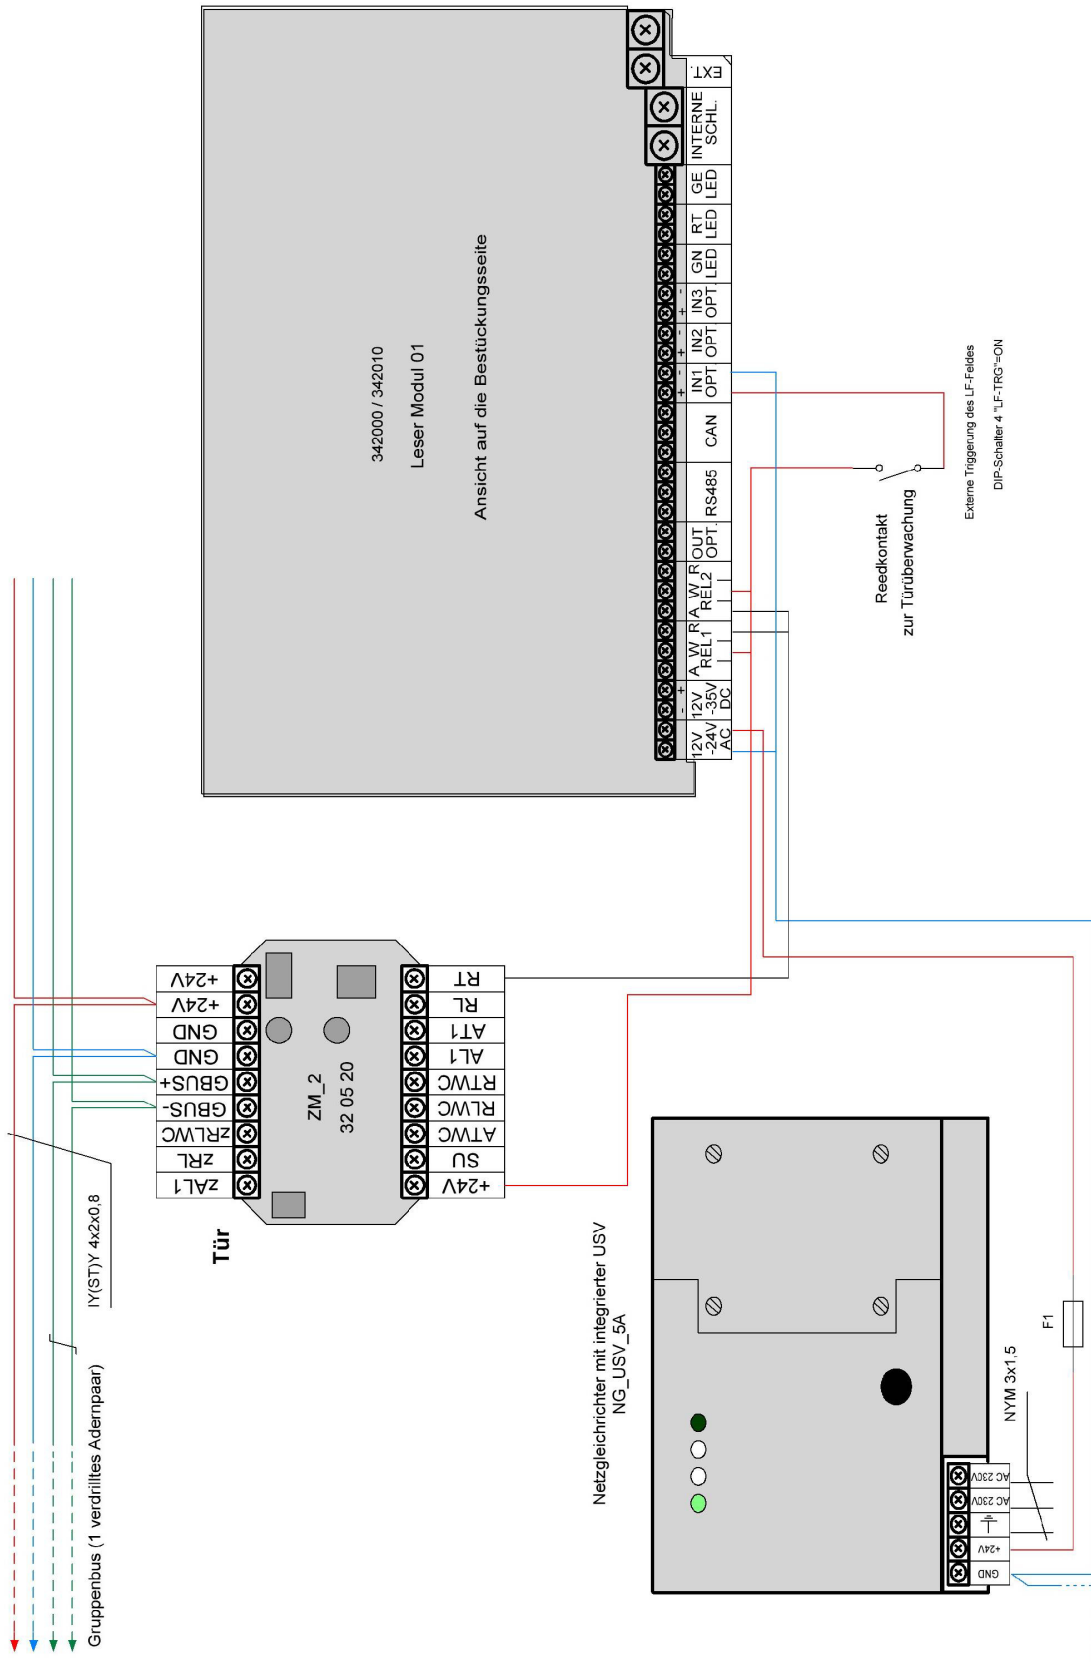 342000 / 342010
Leser Modul 01
Ansicht auf die Bestückungsseite
EXT.
INTERNE
SCHL.
GE
LED
RT
LED
GN
LED
+ -
IN3
OPT.
+ -
IN2
OPT.
+ -
IN1
OPT.
CAN
RS485
OUT
OPT.
A W R
REL2
A W R
REL1
- +
12V
-35V
DC
12V
-24V
AC
Externe Triggerung des LF-Feldes
DIP-Schalter 4 "LF-TRG"=ON
Reedkontakt
zur Türüberwachung
+24V
+24V
GND
GND
GBUS+
GBUS-
zRLWC
zRL
zAL1
ZM_2
32 05 20
RT
RL
AT1
AL1
RTWC
RLWC
ATWC
SU
+24V
Tür
IY(ST)Y 4x2x0,8
Gruppenbus (1 verdrilltes Adernpaar)
Netzgleichrichter mit integrierter USV
NG_USV_5A
AC 230V
AC 230V
+24V
GND
NYM 3x1,5
F1